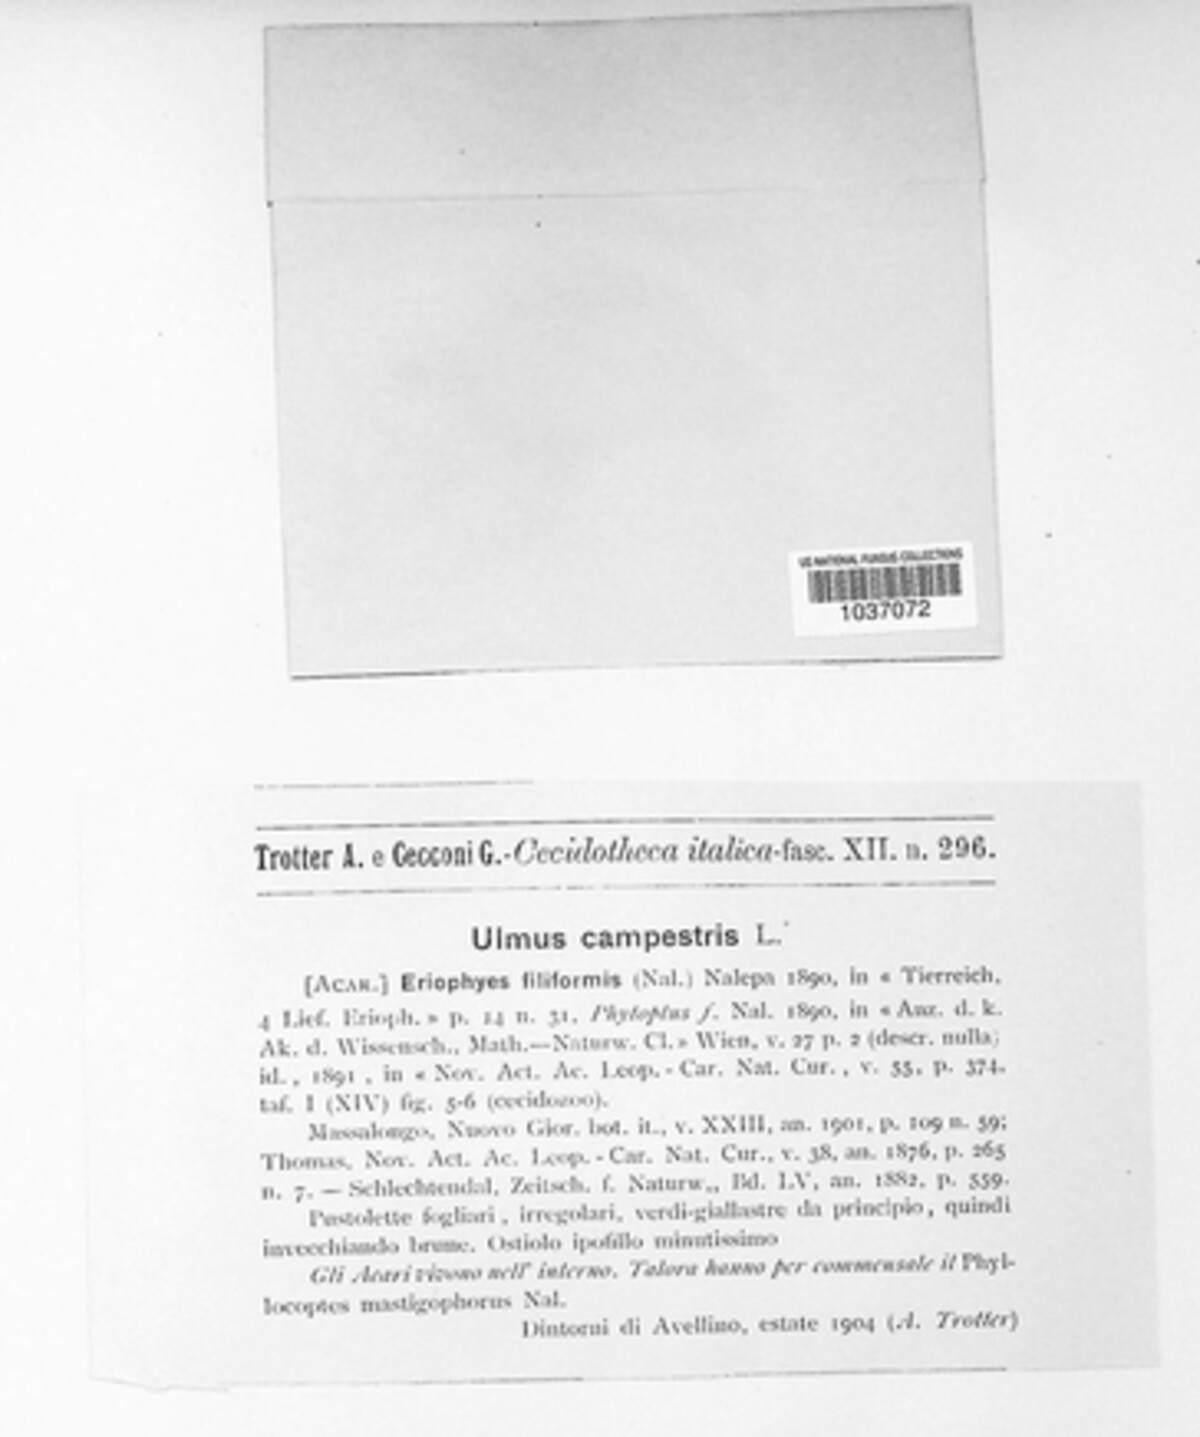 US NATIONAL FUNGUS COLLECTIONS
1037072
Trotter A. e Cecconi G.-Cecidotheca italica-fasc. XII. n. 296.
Ulmus campestris L.
[ACAR.] Eriophyes filiformis (Nal.) Nalepa 1890, in « Tierreich,
4 Lief. Erioph. » p. 14 n. 31, Phytoptus f. Nal. 1890, in « Anz. d. k.
Ak. d. Wissensch., Math.—Naturw. Cl. » Wien, v. 27 p. 2 (descr. nulla)
id., 1891, in « Nov. Act. Ac. Leop. - Car. Nat. Cur., v. 55, p. 374,
taf. I (XIV) fig. 5-6 (cecidozoo).
Massalongo, Nuovo Gior. bot. it., v. XXIII, an. 1901, p. 109 n. 59;
Thomas, Nov. Act. Ac. Leop. - Car. Nat. Cur., v. 38, an. 1876, p. 265
n. 7. — Schlechtendal, Zeitsch. f. Naturw., Bd. LV, an. 1882, p. 559.
Pustolette fogliari, irregolari, verdi-giallastre da principio, quindi
invecchiando brune. Ostiolo ipofillo minutissimo
Gli Acari vivono nell' interno. Talora hanno per commensale il Phyl-
locoptes mastigophorus Nal.
Dintorni di Avellino, estate 1904 (A. Trotter)